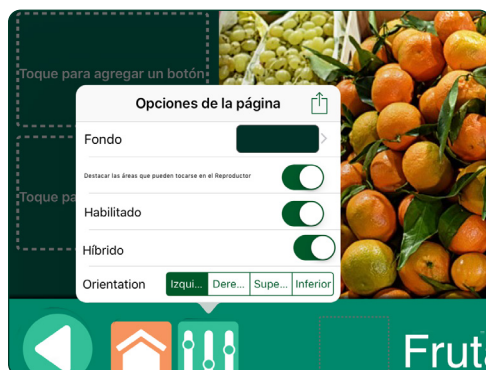 Toque para agregar un botón
Opciones de la página
Fondo
Destacar las áreas que pueden tocarse en el Reproductor
Toque pa
Habilitado
Híbrido
Orientation
Izqui...
Dere...
Supe...
Inferior
Fruta